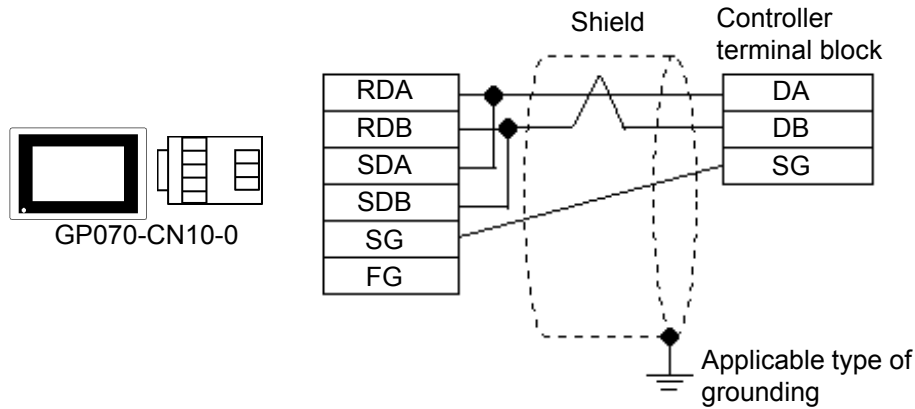 Shield
Controller
terminal block
RDA
RDB
SDA
SDB
SG
FG
DA
DB
SG
GP070-CN10-0
Applicable type of
grounding